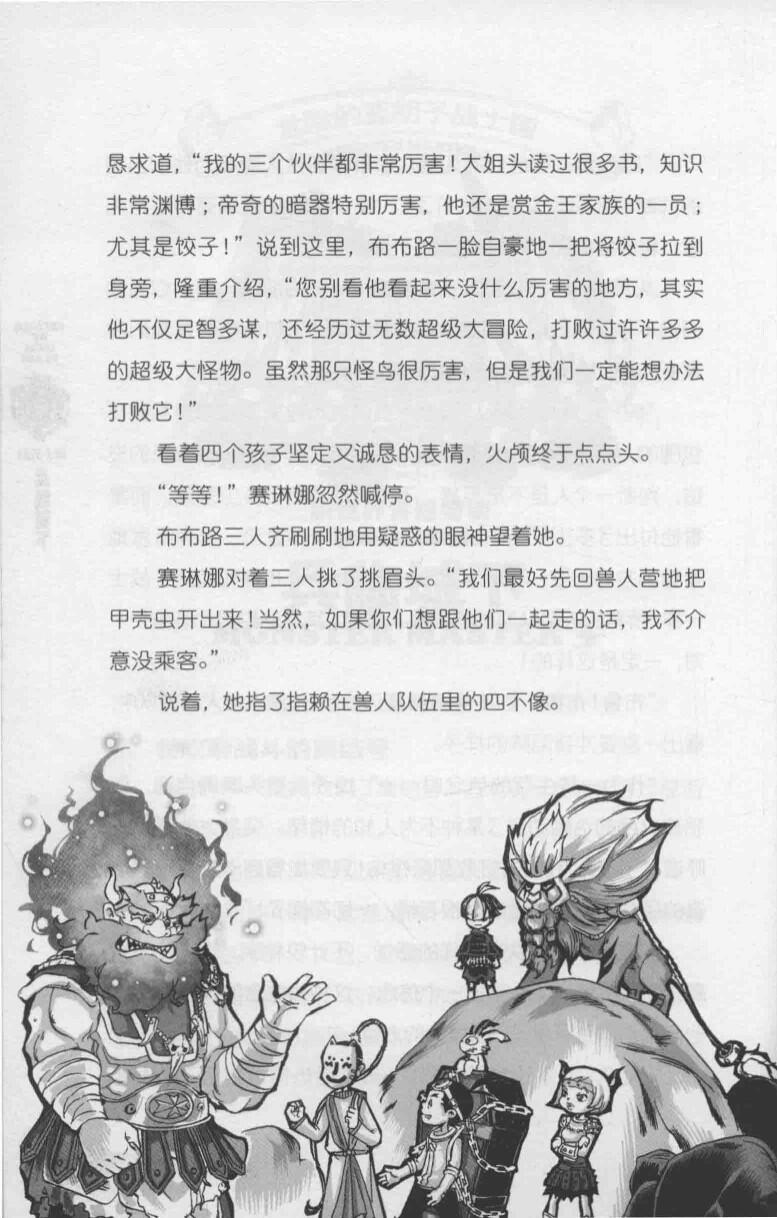 恳求道，“我的三个伙伴都非常厉害！大姐头读过很多书，知识
非常渊博；帝奇的暗器特别厉害，他还是赏金王家族的一员；
尤其是饺子！”说到这里，布布路一脸自豪地一把将饺子拉到
身旁，隆重介绍，“您别看他看起来没什么厉害的地方，其实
他不仅足智多谋，还经历过无数超级大冒险，打败过许许多多
的超级大怪物。虽然那只怪鸟很厉害，但是我们一定能想办法
打败它！”
看着四个孩子坚定又诚恳的表情，火颅终于点点头。
“等等！”赛琳娜忽然喊停。
布布路三人齐刷刷地用疑惑的眼神望着她。
赛琳娜对着三人挑了挑眉头。“我们最好先回兽人营地把
甲壳虫开出来！当然，如果你们想跟他们一起走的话，我不介
意没乘客。”
说着，她指了指赖在兽人队伍里的四不像。